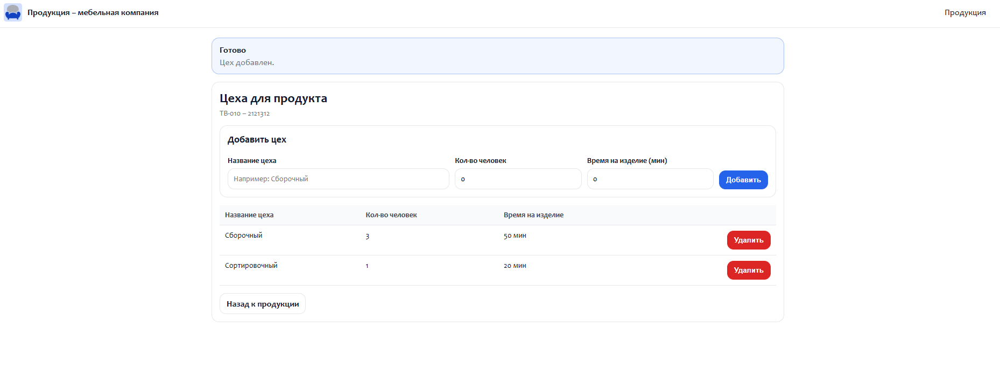 Продукция – мебельная компания
Продукция
Готово
Цех добавлен.
Цеха для продукта
ТВ-010 – 2121312
Добавить цех
Название цеха Кол-во человек Время на изделие (мин)
Например: Сборочный 0 0 Добавить
Название цеха Кол-во человек Время на изделие
Сборочный 3 50 мин Удалить
Сортировочный 1 20 мин Удалить
Назад к продукции